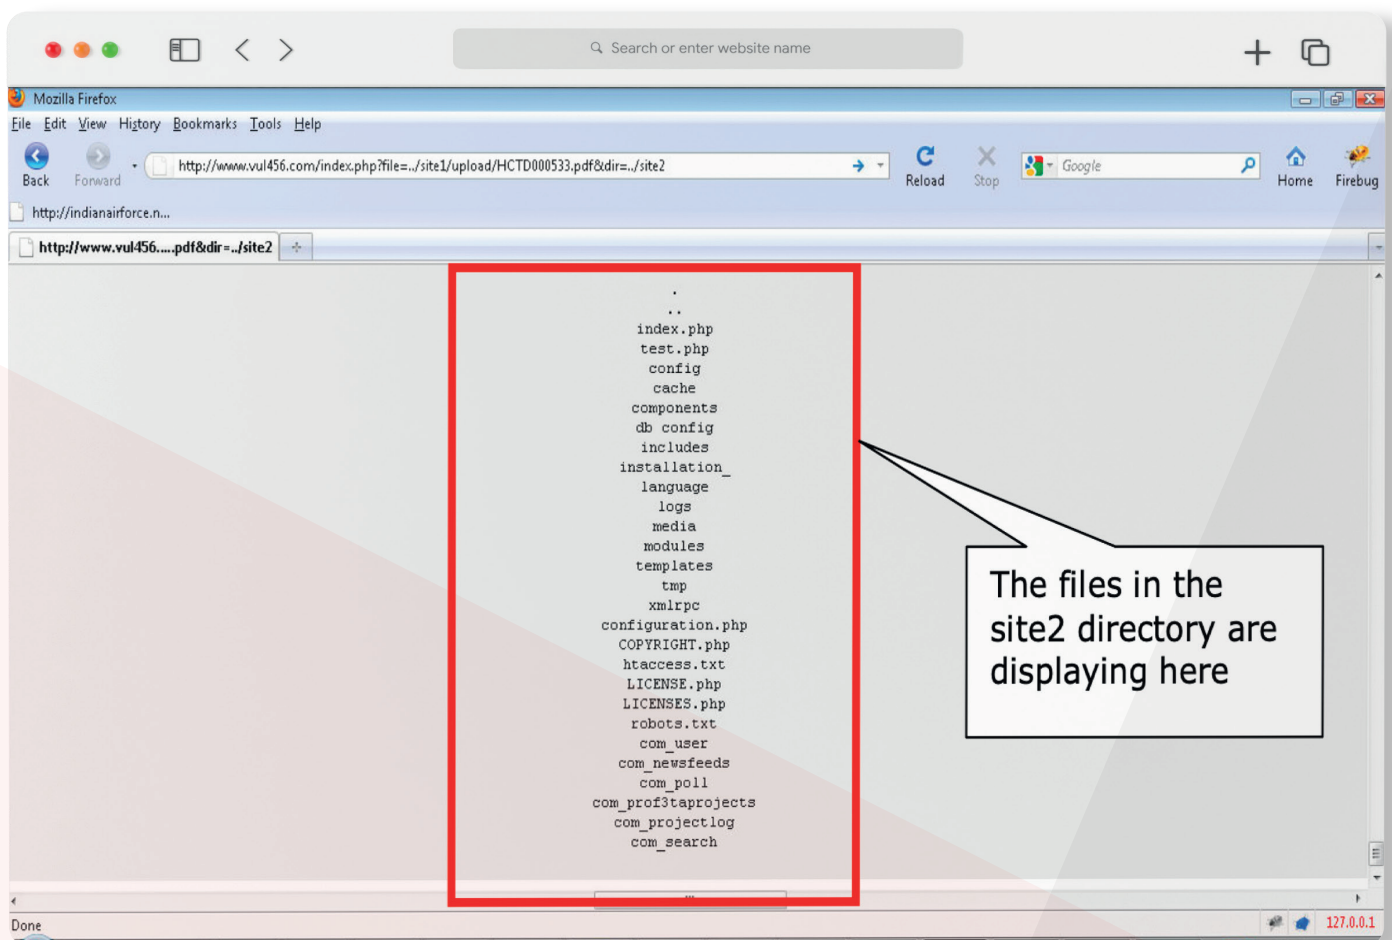 Search or enter website name
Mozilla Firefox
File Edit View History Bookmarks Tools Help
Back Forward http://www.vul456.com/index.php?file=../site1/upload/HCTD000533.pdf&dir=../site2 Reload Stop Google Home Firebug
http://indianairforce.n...
http://www.vul456.....pdf&dir=../site2
.
..
index.php
test.php
config
cache
components
db config
includes
installation_
language
logs
media
modules
templates
tmp
xmlrpc
configuration.php
COPYRIGHT.php
htaccess.txt
LICENSE.php
LICENSES.php
robots.txt
com_user
com_newsfeeds
com_poll
com_prof3taprojects
com_projectlog
com_search
The files in the
site2 directory are
displaying here
Done 127.0.0.1